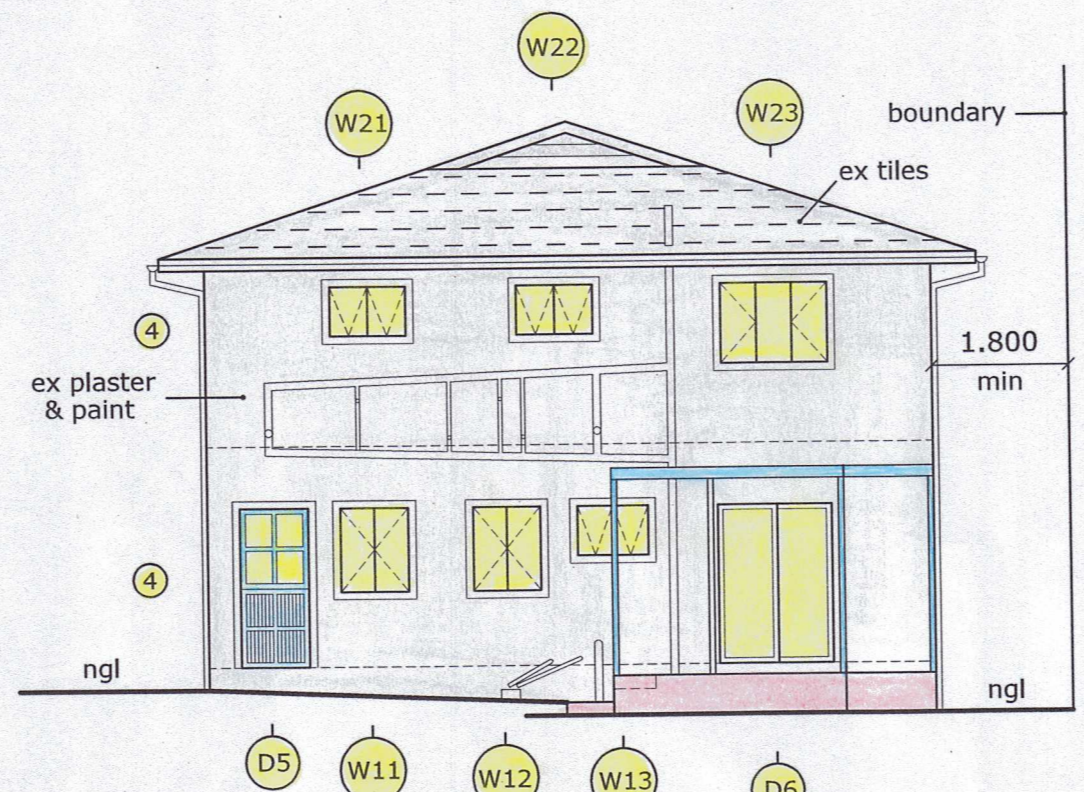 W22
W21
W23
boundary
ex tiles
4
1.800
min
ex plaster
& paint
4
ngl
ngl
D5
W11
W12
W13
D6